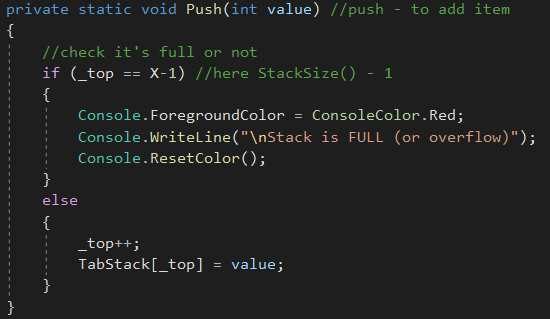 private static void Push(int value) //push - to add item
{
    //check it's full or not
    if (_top == X-1) //here StackSize() - 1
    {
        Console.ForegroundColor = ConsoleColor.Red;
        Console.WriteLine("\nStack is FULL (or overflow)");
        Console.ResetColor();
    }
    else
    {
        _top++;
        TabStack[_top] = value;
    }
}